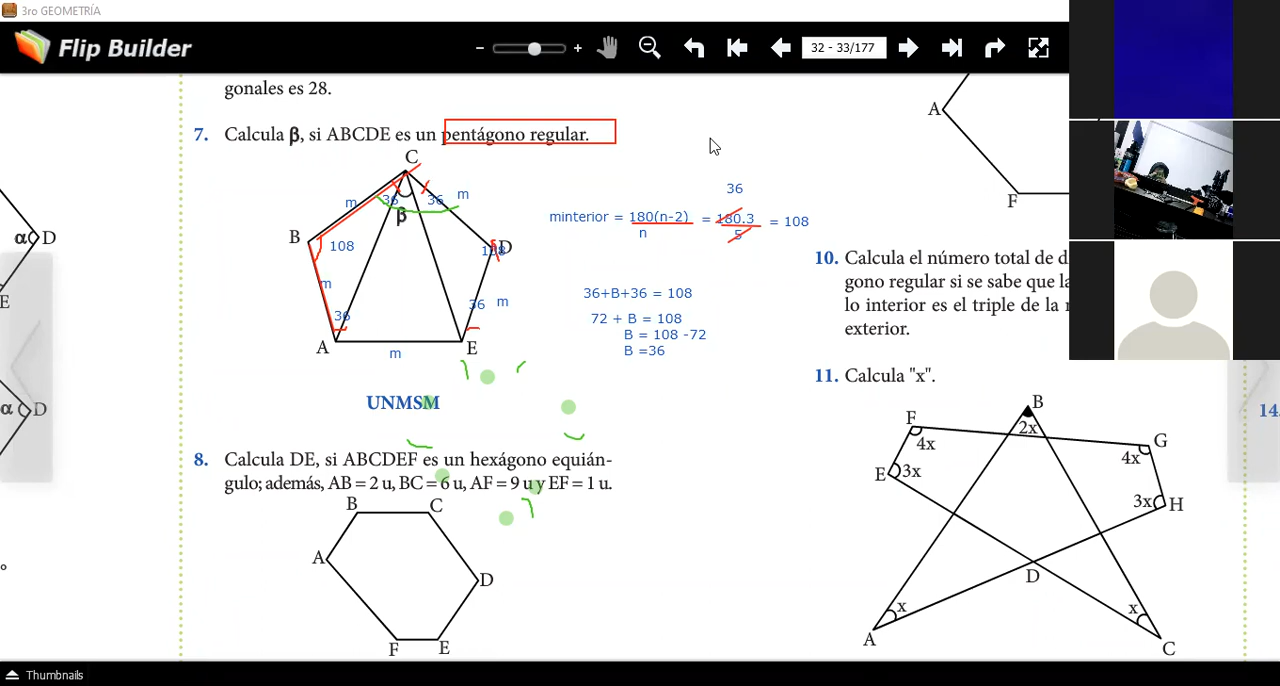 3ro GEOMETRÍA
Flip Builder
32 - 33/177
gonales es 28.
7. Calcula β, si ABCDE es un pentágono regular.
C
36
36
m
m
β
B
108
108
D
m
36
36
m
A
E
m
36
minterior = 180(n-2) = 180.3 = 108
n
5
36+B+36 = 108
72 + B = 108
B = 108 -72
B =36
UNMSM
8. Calcula DE, si ABCDEF es un hexágono equián-
gulo; además, AB = 2 u, BC = 6 u, AF = 9 u y EF = 1 u.
B
C
A
D
F
E
α D
E
α D
A
F
10. Calcula el número total de d
gono regular si se sabe que la
lo interior es el triple de la
exterior.
11. Calcula "x".
14.
B
F
2x
G
4x
4x
E
3x
3x
H
D
x
x
A
C
Thumbnails